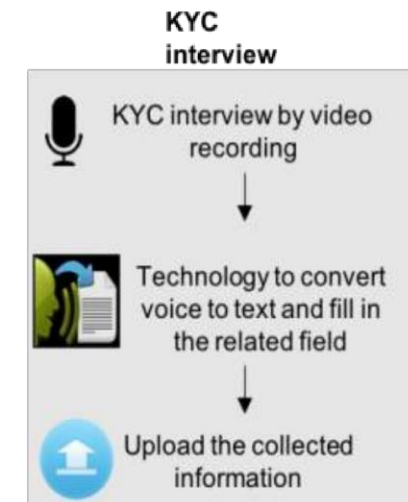 KYC
interview
KYC interview by video
recording
Technology to convert
voice to text and fill in
the related field
Upload the collected
information